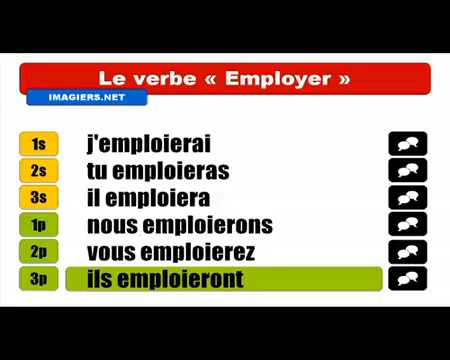 Le verbe « Employer »
IMAGIERS.NET
1s j'emploierai
2s tu emploieras
3s il emploiera
1p nous emploierons
2p vous emploierez
3p ils emploieront